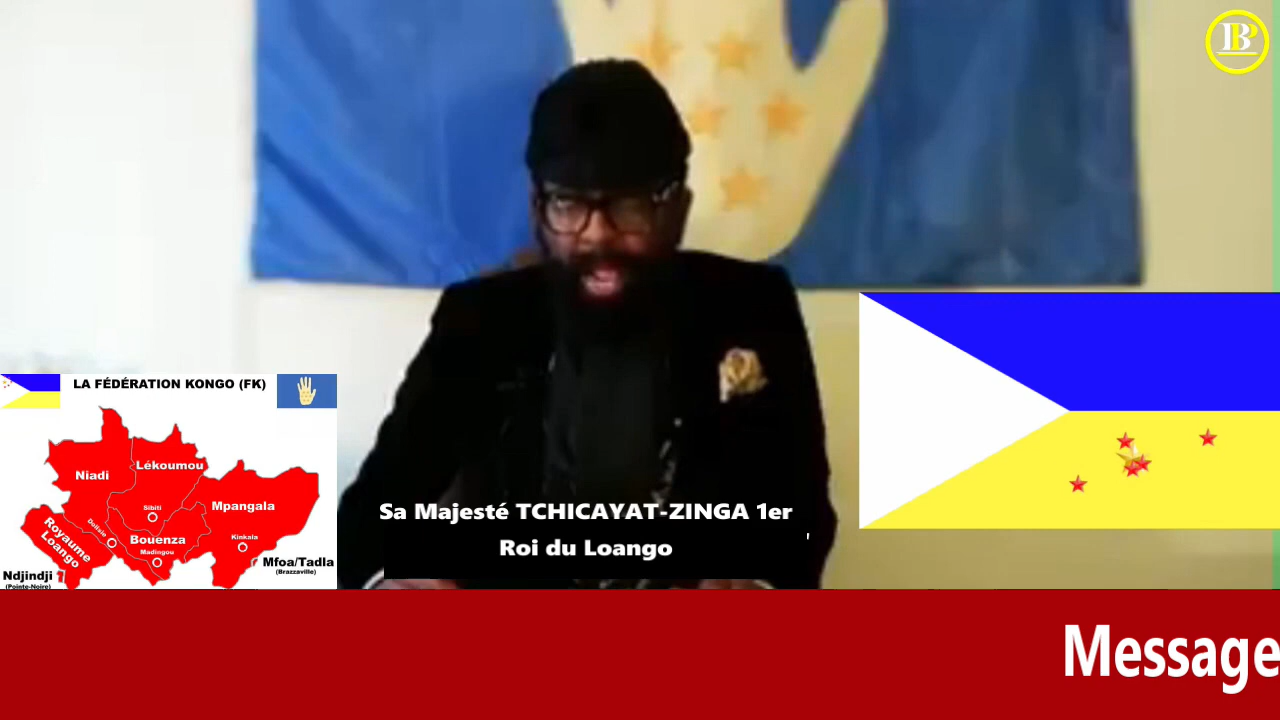 BP
LA FÉDÉRATION KONGO (FK)
Niadi
Lékoumou
Mpangala
Sibiti
Dolisie
Bouenza
Madingou
Kinkala
Royaume
Loango
Ndjindji
(Pointe-Noire)
Mfoa/Tadla
(Brazzaville)
Sa Majesté TCHICAYAT-ZINGA 1er
Roi du Loango
Message